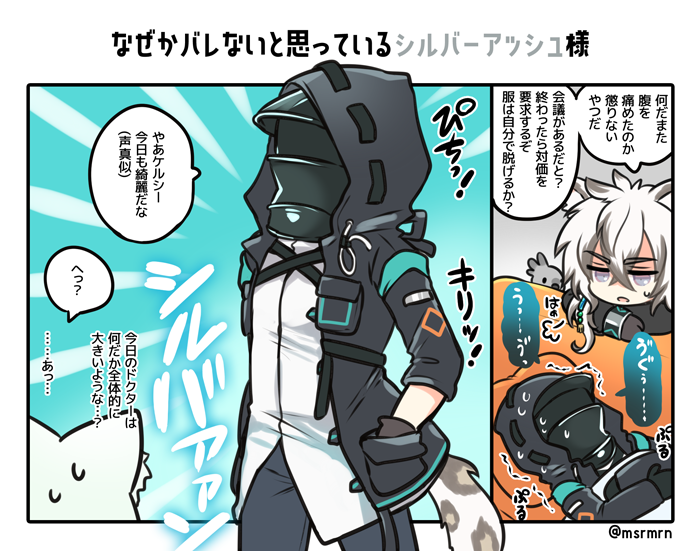 なぜかバレないと思っているシルバーアッシュ様
何だまた
腹を
痛めたのか
懲りない
やつだ
会議があるだと?
終わったら対価を
要求するぞ
服は自分で脱げるか?
はぁん
う゛っ……う゛っ
う゛ぐぅ……
ぷる
ぷる
ぴちっ!
キリッ!
やあケルシー
今日も綺麗だな
(声真似)
シルバァァン
へっ?
今日のドクターは
何だか全体的に
大きいような…?
……あっ…
@msrmrn